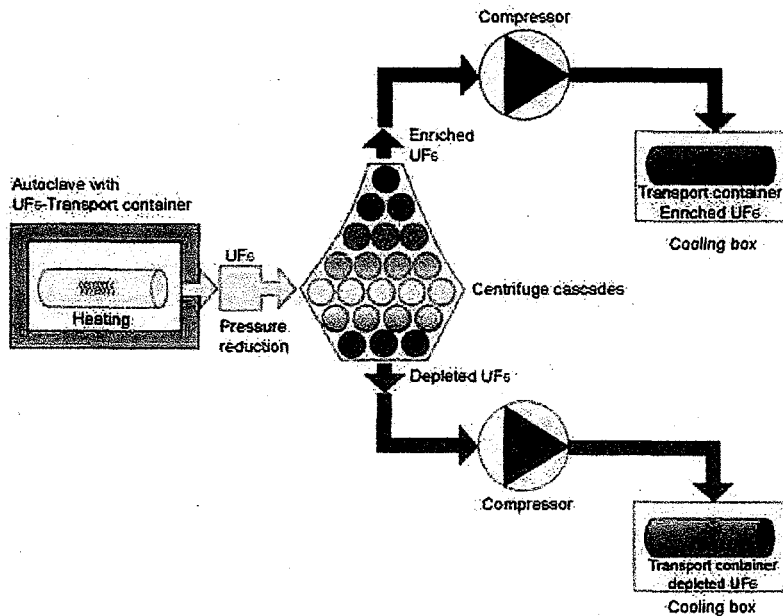 Compressor
Enriched
UF6
Autoclave with
UF6-Transport container
UF6
Transport container
Enriched UF6
Cooling box
Centrifuge cascades
Heating
Pressure
reduction
Depleted UF6
Compressor
Transport container
depleted UF6
Cooling box